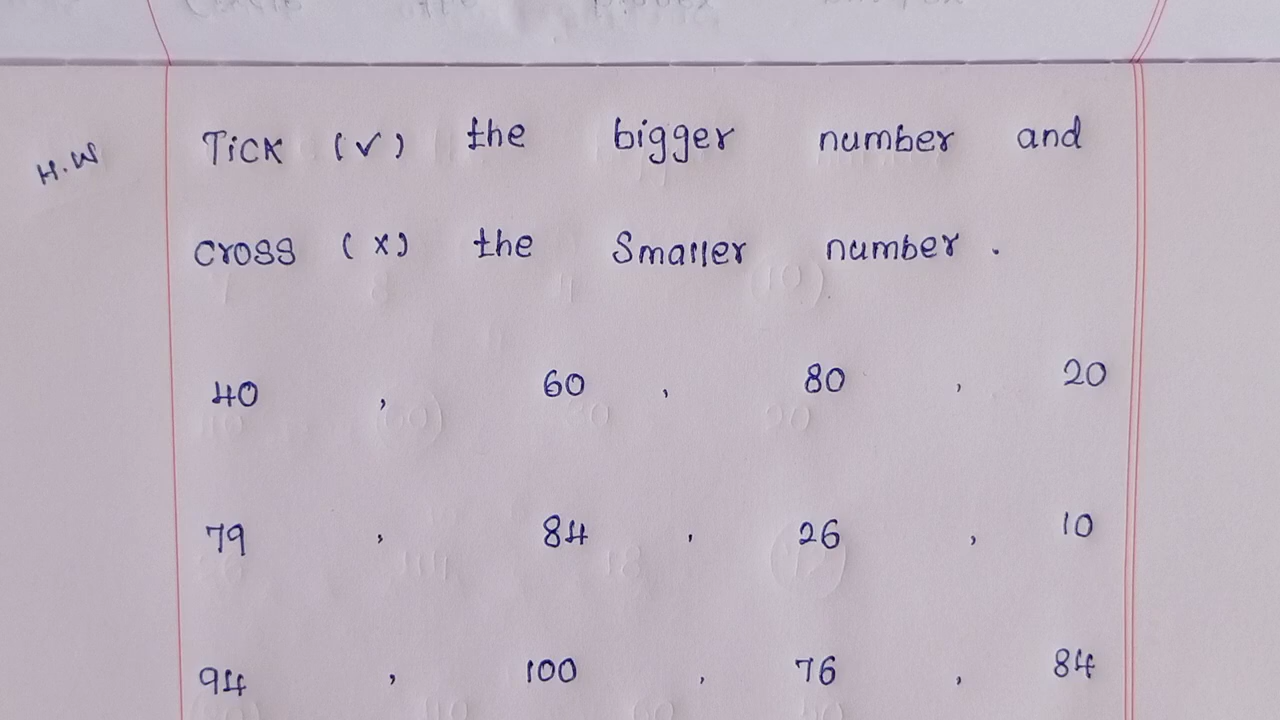 H.W
Tick (✓) the bigger number and
cross (x) the Smaller number.
40 , 60 , 80 , 20
79 , 84 , 26 , 10
94 , 100 , 76 , 84